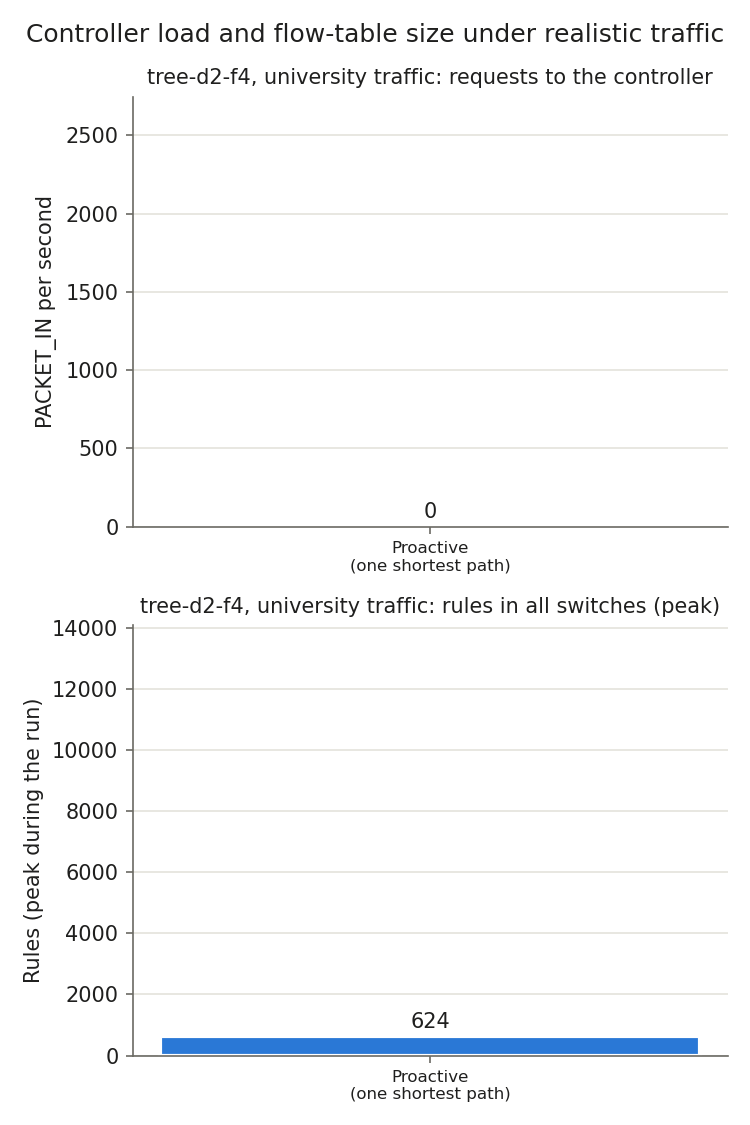 Controller load and flow-table size under realistic traffic
tree-d2-f4, university traffic: requests to the controller
PACKET_IN per second
2500
2000
1500
1000
500
0
0
Proactive
(one shortest path)
tree-d2-f4, university traffic: rules in all switches (peak)
Rules (peak during the run)
14000
12000
10000
8000
6000
4000
2000
0
624
Proactive
(one shortest path)